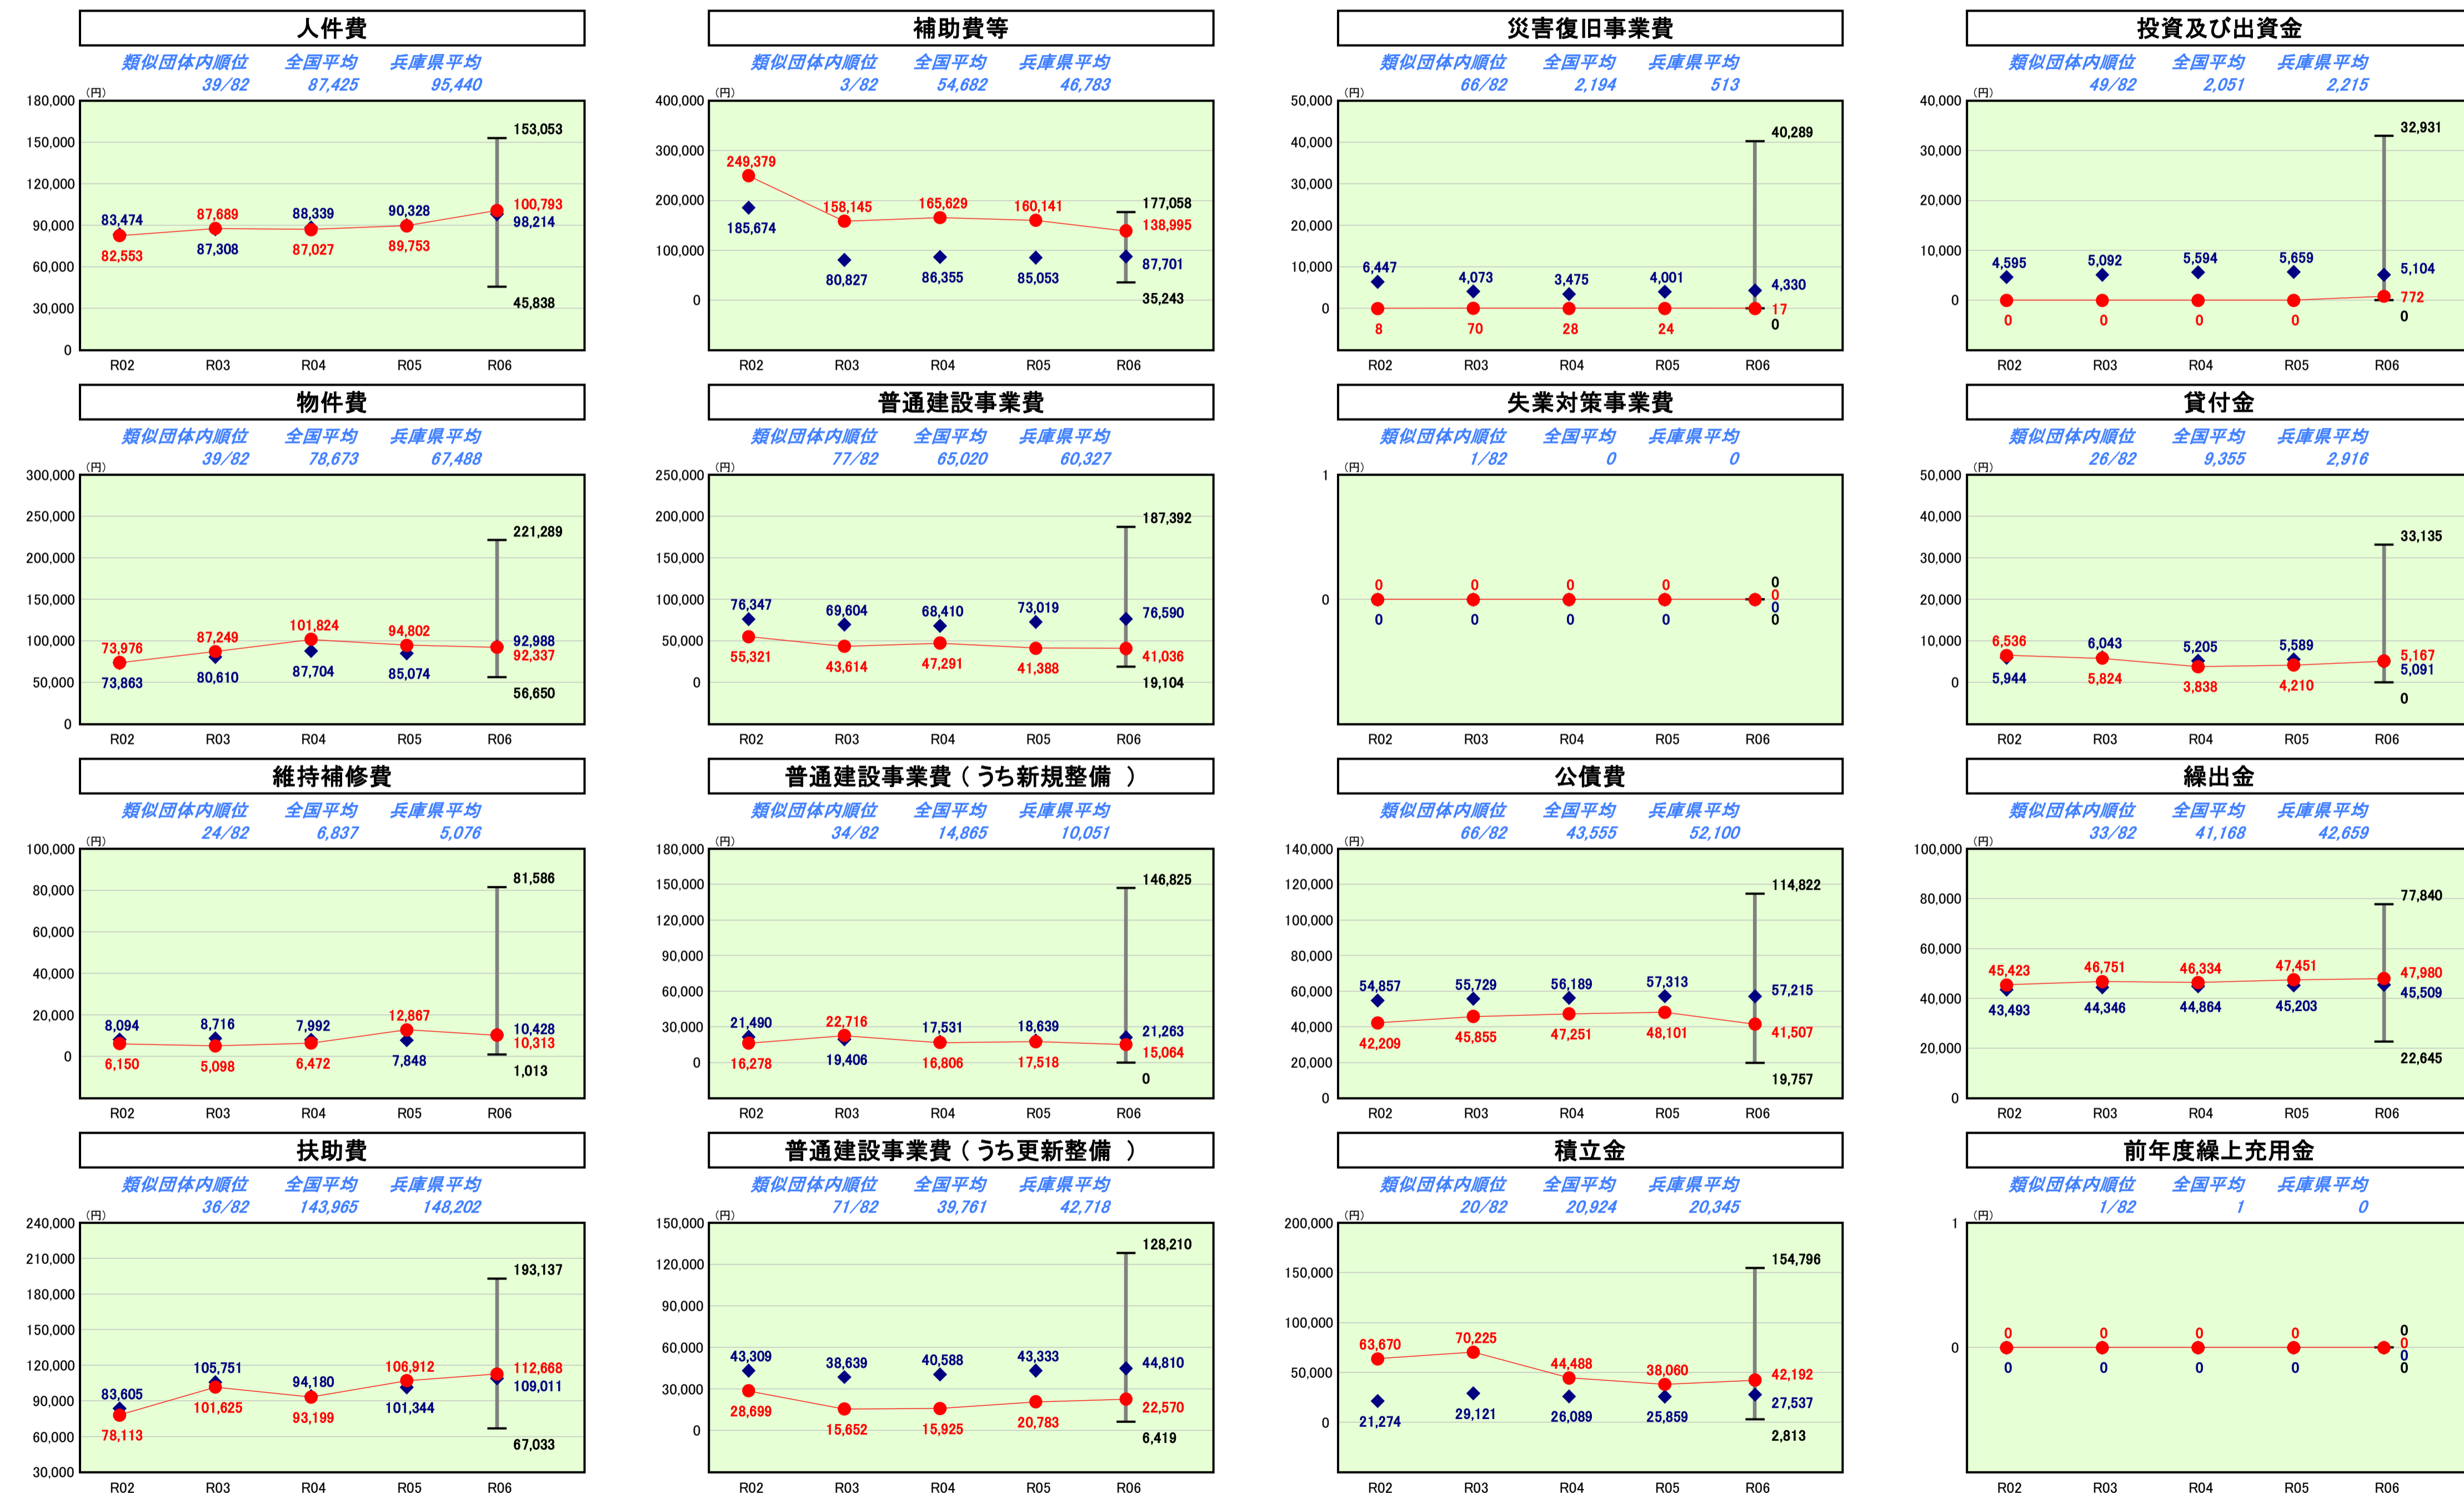 人件費
類似団体内順位 全国平均 兵庫県平均
39/82 87,425 95,440
(円)
180,000
150,000
120,000
90,000
60,000
30,000
0
153,053
83,474 87,689 88,339 90,328 100,793
98,214
82,553 87,308 87,027 89,753
45,838
R02 R03 R04 R05 R06
補助費等
類似団体内順位 全国平均 兵庫県平均
3/82 54,682 46,783
(円)
400,000
300,000
200,000
100,000
0
249,379 158,145 165,629 160,141 177,058
138,995
185,674 80,827 86,355 85,053 87,701
35,243
R02 R03 R04 R05 R06
災害復旧事業費
類似団体内順位 全国平均 兵庫県平均
66/82 2,194 513
(円)
50,000
40,000
30,000
20,000
10,000
0
40,289
6,447 4,073 3,475 4,001 4,330
17
8 70 28 24 0
R02 R03 R04 R05 R06
投資及び出資金
類似団体内順位 全国平均 兵庫県平均
49/82 2,051 2,215
(円)
40,000
30,000
20,000
10,000
0
32,931
4,595 5,092 5,594 5,659 5,104
772
0 0 0 0 0
R02 R03 R04 R05 R06
物件費
類似団体内順位 全国平均 兵庫県平均
39/82 78,673 67,488
(円)
300,000
250,000
200,000
150,000
100,000
50,000
0
221,289
73,976 87,249 101,824 94,802 92,988
92,337
73,863 80,610 87,704 85,074
56,650
R02 R03 R04 R05 R06
普通建設事業費
類似団体内順位 全国平均 兵庫県平均
77/82 65,020 60,327
(円)
250,000
200,000
150,000
100,000
50,000
0
187,392
76,347 69,604 68,410 73,019 76,590
55,321 43,614 47,291 41,388 41,036
19,104
R02 R03 R04 R05 R06
失業対策事業費
類似団体内順位 全国平均 兵庫県平均
1/82 0 0
(円)
1
0
0 0 0 0 0
0
0
0 0 0 0 0
R02 R03 R04 R05 R06
貸付金
類似団体内順位 全国平均 兵庫県平均
26/82 9,355 2,916
(円)
50,000
40,000
30,000
20,000
10,000
0
33,135
6,536 6,043 5,205 5,589 5,167
5,091
5,944 5,824 3,838 4,210
0
R02 R03 R04 R05 R06
維持補修費
類似団体内順位 全国平均 兵庫県平均
24/82 6,837 5,076
(円)
100,000
80,000
60,000
40,000
20,000
0
81,586
8,094 8,716 7,992 12,867 10,428
10,313
6,150 5,098 6,472 7,848
1,013
R02 R03 R04 R05 R06
普通建設事業費(うち新規整備 )
類似団体内順位 全国平均 兵庫県平均
34/82 14,865 10,051
(円)
180,000
150,000
120,000
90,000
60,000
30,000
0
146,825
21,490 22,716 17,531 18,639 21,263
15,064
16,278 19,406 16,806 17,518
0
R02 R03 R04 R05 R06
公債費
類似団体内順位 全国平均 兵庫県平均
66/82 43,555 52,100
(円)
140,000
120,000
100,000
80,000
60,000
40,000
20,000
0
114,822
54,857 55,729 56,189 57,313 57,215
42,209 45,855 47,251 48,101 41,507
19,757
R02 R03 R04 R05 R06
繰出金
類似団体内順位 全国平均 兵庫県平均
33/82 41,168 42,659
(円)
100,000
80,000
60,000
40,000
20,000
0
77,840
45,423 46,751 46,334 47,451 47,980
43,493 44,346 44,864 45,203 45,509
22,645
R02 R03 R04 R05 R06
扶助費
類似団体内順位 全国平均 兵庫県平均
36/82 143,965 148,202
(円)
240,000
210,000
180,000
150,000
120,000
90,000
60,000
30,000
193,137
83,605 105,751 94,180 106,912 112,668
109,011
78,113 101,625 93,199 101,344
67,033
R02 R03 R04 R05 R06
普通建設事業費(うち更新整備 )
類似団体内順位 全国平均 兵庫県平均
71/82 39,761 42,718
(円)
150,000
120,000
90,000
60,000
30,000
0
128,210
43,309 38,639 40,588 43,333 44,810
28,699 15,652 15,925 20,783 22,570
6,419
R02 R03 R04 R05 R06
積立金
類似団体内順位 全国平均 兵庫県平均
20/82 20,924 20,345
(円)
200,000
150,000
100,000
50,000
0
154,796
63,670 70,225 44,488 38,060 42,192
21,274 29,121 26,089 25,859 27,537
2,813
R02 R03 R04 R05 R06
前年度繰上充用金
類似団体内順位 全国平均 兵庫県平均
1/82 1 0
(円)
1
0
0 0 0 0 0
0
0
0 0 0 0 0
R02 R03 R04 R05 R06